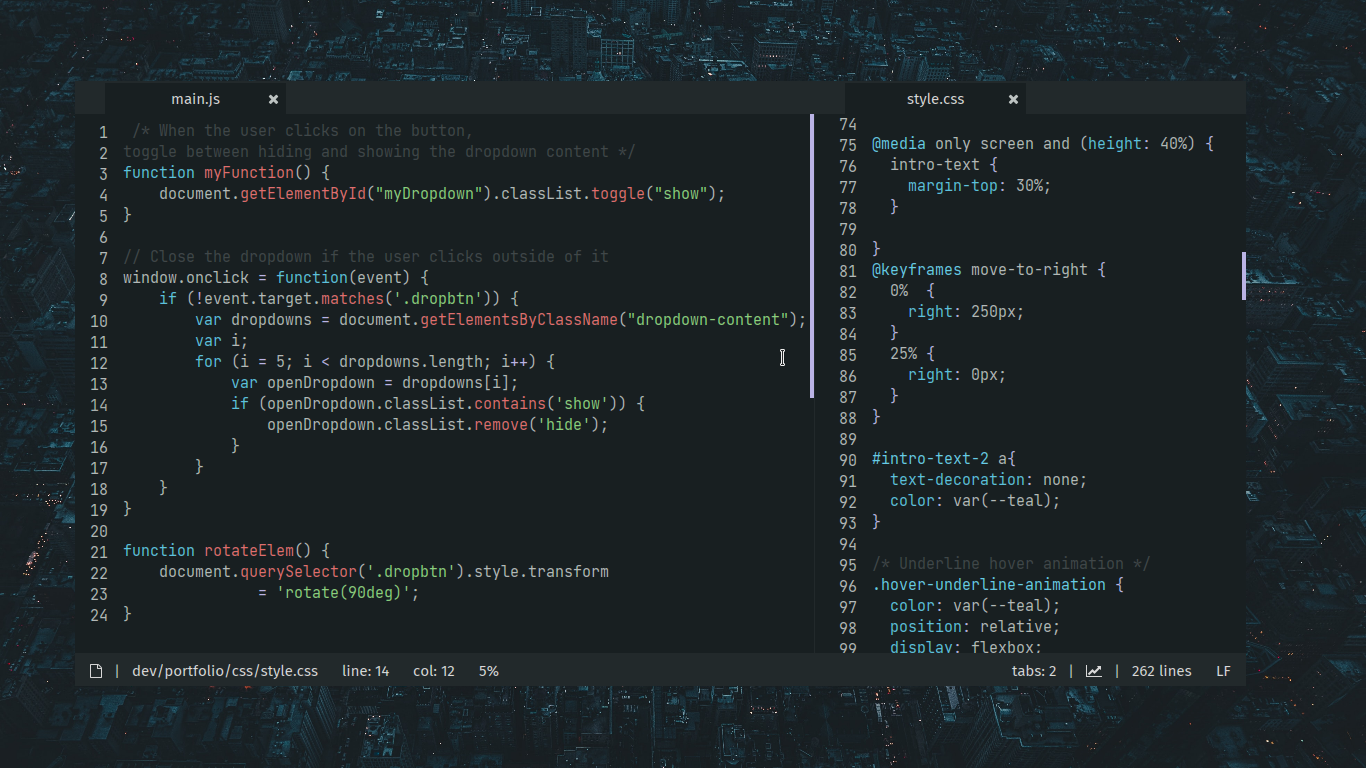 main.js ×
1 /* When the user clicks on the button,
2 toggle between hiding and showing the dropdown content */
3 function myFunction() {
4     document.getElementById("myDropdown").classList.toggle("show");
5 }
6
7 // Close the dropdown if the user clicks outside of it
8 window.onclick = function(event) {
9     if (!event.target.matches('.dropbtn')) {
10         var dropdowns = document.getElementsByClassName("dropdown-content");
11         var i;
12         for (i = 5; i < dropdowns.length; i++) {
13             var openDropdown = dropdowns[i];
14             if (openDropdown.classList.contains('show')) {
15                 openDropdown.classList.remove('hide');
16             }
17         }
18     }
19 }
20
21 function rotateElem() {
22     document.querySelector('.dropbtn').style.transform
23                = 'rotate(90deg)';
24 }
style.css ×
74
75 @media only screen and (height: 40%) {
76   intro-text {
77     margin-top: 30%;
78   }
79
80 }
81 @keyframes move-to-right {
82   0%  {
83     right: 250px;
84   }
85   25% {
86     right: 0px;
87   }
88 }
89
90 #intro-text-2 a{
91   text-decoration: none;
92   color: var(--teal);
93 }
94
95 /* Underline hover animation */
96 .hover-underline-animation {
97   color: var(--teal);
98   position: relative;
99   display: flexbox;
| dev/portfolio/css/style.css line: 14 col: 12 5% tabs: 2 | | 262 lines LF